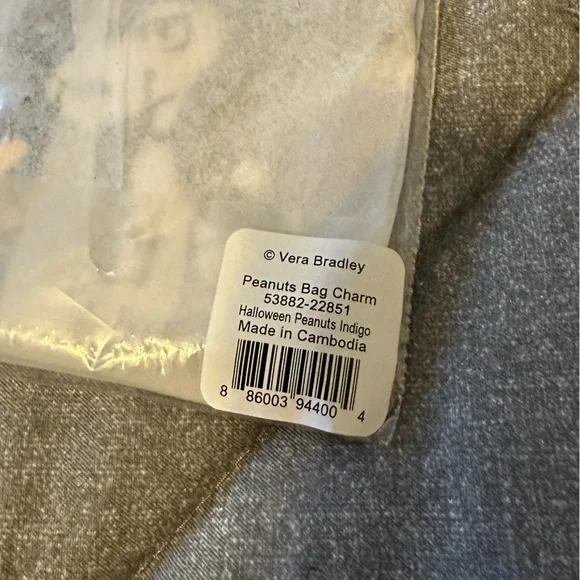 © Vera Bradley
Peanuts Bag Charm
53882-22851
Halloween Peanuts Indigo
Made in Cambodia
8 86003 94400 4